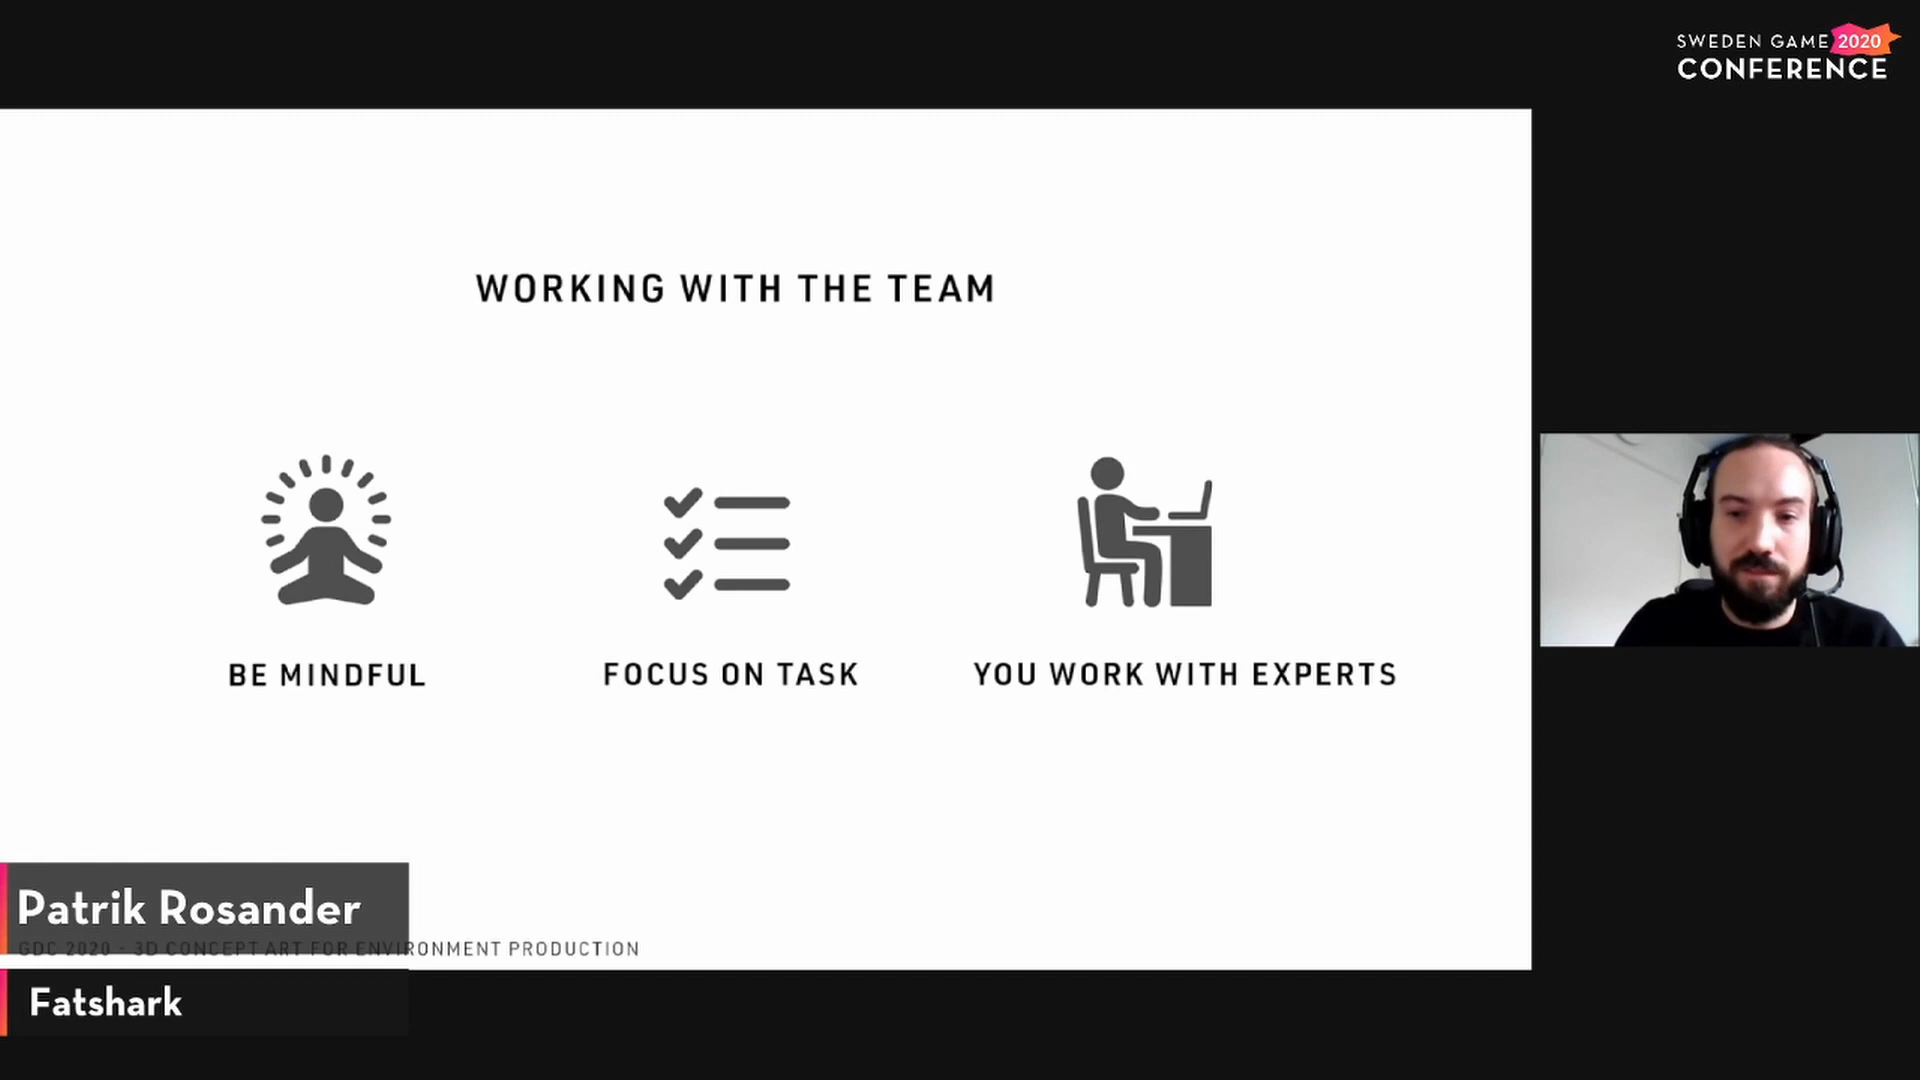 SWEDEN GAME 2020
CONFERENCE
WORKING WITH THE TEAM
BE MINDFUL
FOCUS ON TASK
YOU WORK WITH EXPERTS
Patrik Rosander
GDC 2020 - 3D CONCEPT ART FOR ENVIRONMENT PRODUCTION
Fatshark